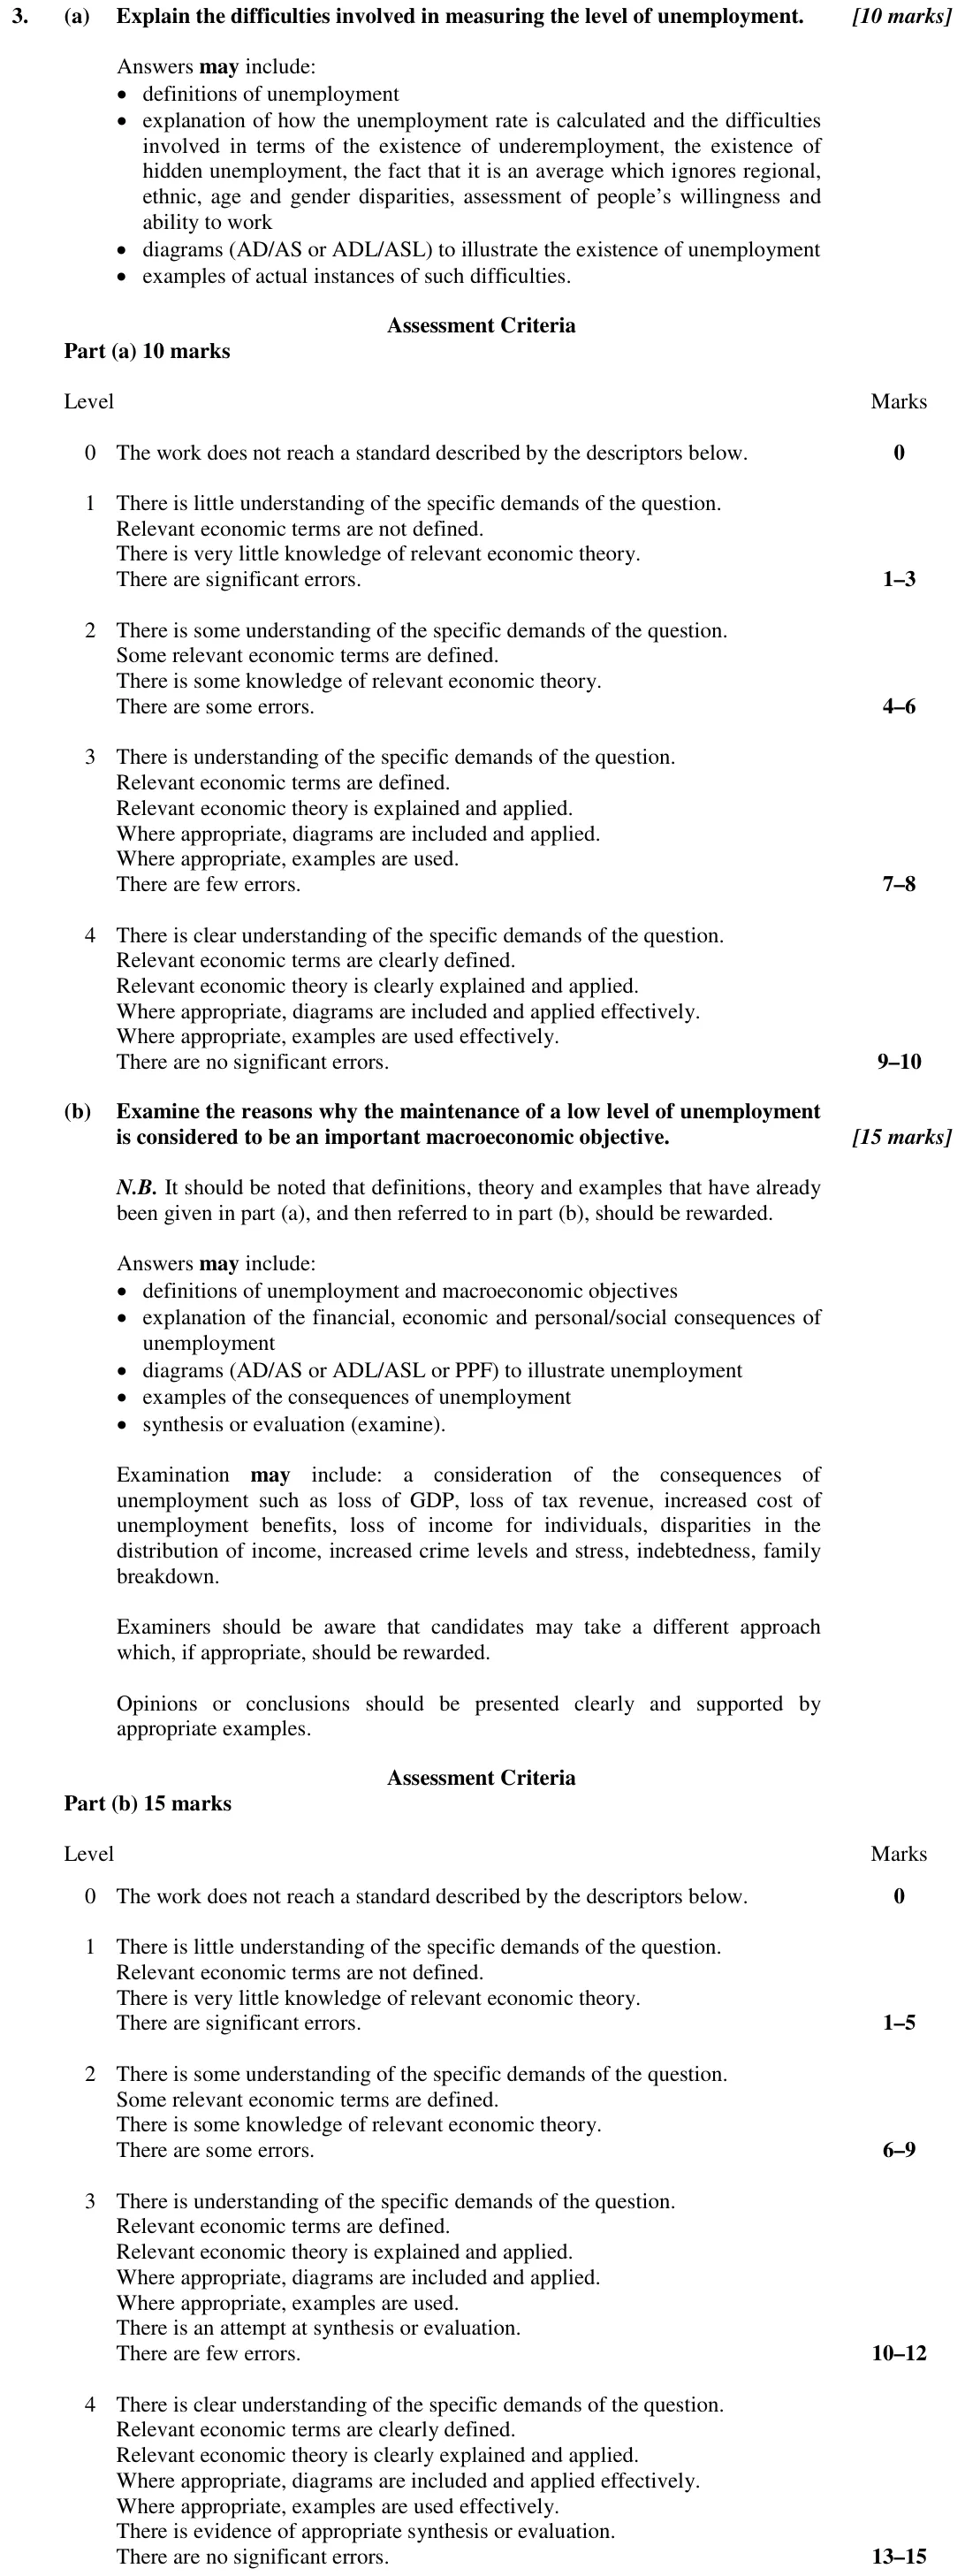 3. (a) Explain the difficulties involved in measuring the level of unemployment. [10 marks]
Answers may include:
• definitions of unemployment
• explanation of how the unemployment rate is calculated and the difficulties
involved in terms of the existence of underemployment, the existence of
hidden unemployment, the fact that it is an average which ignores regional,
ethnic, age and gender disparities, assessment of people's willingness and
ability to work
• diagrams (AD/AS or ADL/ASL) to illustrate the existence of unemployment
• examples of actual instances of such difficulties.
Assessment Criteria
Part (a) 10 marks
Level Marks
0 The work does not reach a standard described by the descriptors below. 0
1 There is little understanding of the specific demands of the question.
Relevant economic terms are not defined.
There is very little knowledge of relevant economic theory.
There are significant errors. 1–3
2 There is some understanding of the specific demands of the question.
Some relevant economic terms are defined.
There is some knowledge of relevant economic theory.
There are some errors. 4–6
3 There is understanding of the specific demands of the question.
Relevant economic terms are defined.
Relevant economic theory is explained and applied.
Where appropriate, diagrams are included and applied.
Where appropriate, examples are used.
There are few errors. 7–8
4 There is clear understanding of the specific demands of the question.
Relevant economic terms are clearly defined.
Relevant economic theory is clearly explained and applied.
Where appropriate, diagrams are included and applied effectively.
Where appropriate, examples are used effectively.
There are no significant errors. 9–10
(b) Examine the reasons why the maintenance of a low level of unemployment
is considered to be an important macroeconomic objective. [15 marks]
N.B. It should be noted that definitions, theory and examples that have already
been given in part (a), and then referred to in part (b), should be rewarded.
Answers may include:
• definitions of unemployment and macroeconomic objectives
• explanation of the financial, economic and personal/social consequences of
unemployment
• diagrams (AD/AS or ADL/ASL or PPF) to illustrate unemployment
• examples of the consequences of unemployment
• synthesis or evaluation (examine).
Examination may include: a consideration of the consequences of
unemployment such as loss of GDP, loss of tax revenue, increased cost of
unemployment benefits, loss of income for individuals, disparities in the
distribution of income, increased crime levels and stress, indebtedness, family
breakdown.
Examiners should be aware that candidates may take a different approach
which, if appropriate, should be rewarded.
Opinions or conclusions should be presented clearly and supported by
appropriate examples.
Assessment Criteria
Part (b) 15 marks
Level Marks
0 The work does not reach a standard described by the descriptors below. 0
1 There is little understanding of the specific demands of the question.
Relevant economic terms are not defined.
There is very little knowledge of relevant economic theory.
There are significant errors. 1–5
2 There is some understanding of the specific demands of the question.
Some relevant economic terms are defined.
There is some knowledge of relevant economic theory.
There are some errors. 6–9
3 There is understanding of the specific demands of the question.
Relevant economic terms are defined.
Relevant economic theory is explained and applied.
Where appropriate, diagrams are included and applied.
Where appropriate, examples are used.
There is an attempt at synthesis or evaluation.
There are few errors. 10–12
4 There is clear understanding of the specific demands of the question.
Relevant economic terms are clearly defined.
Relevant economic theory is clearly explained and applied.
Where appropriate, diagrams are included and applied effectively.
Where appropriate, examples are used effectively.
There is evidence of appropriate synthesis or evaluation.
There are no significant errors. 13–15